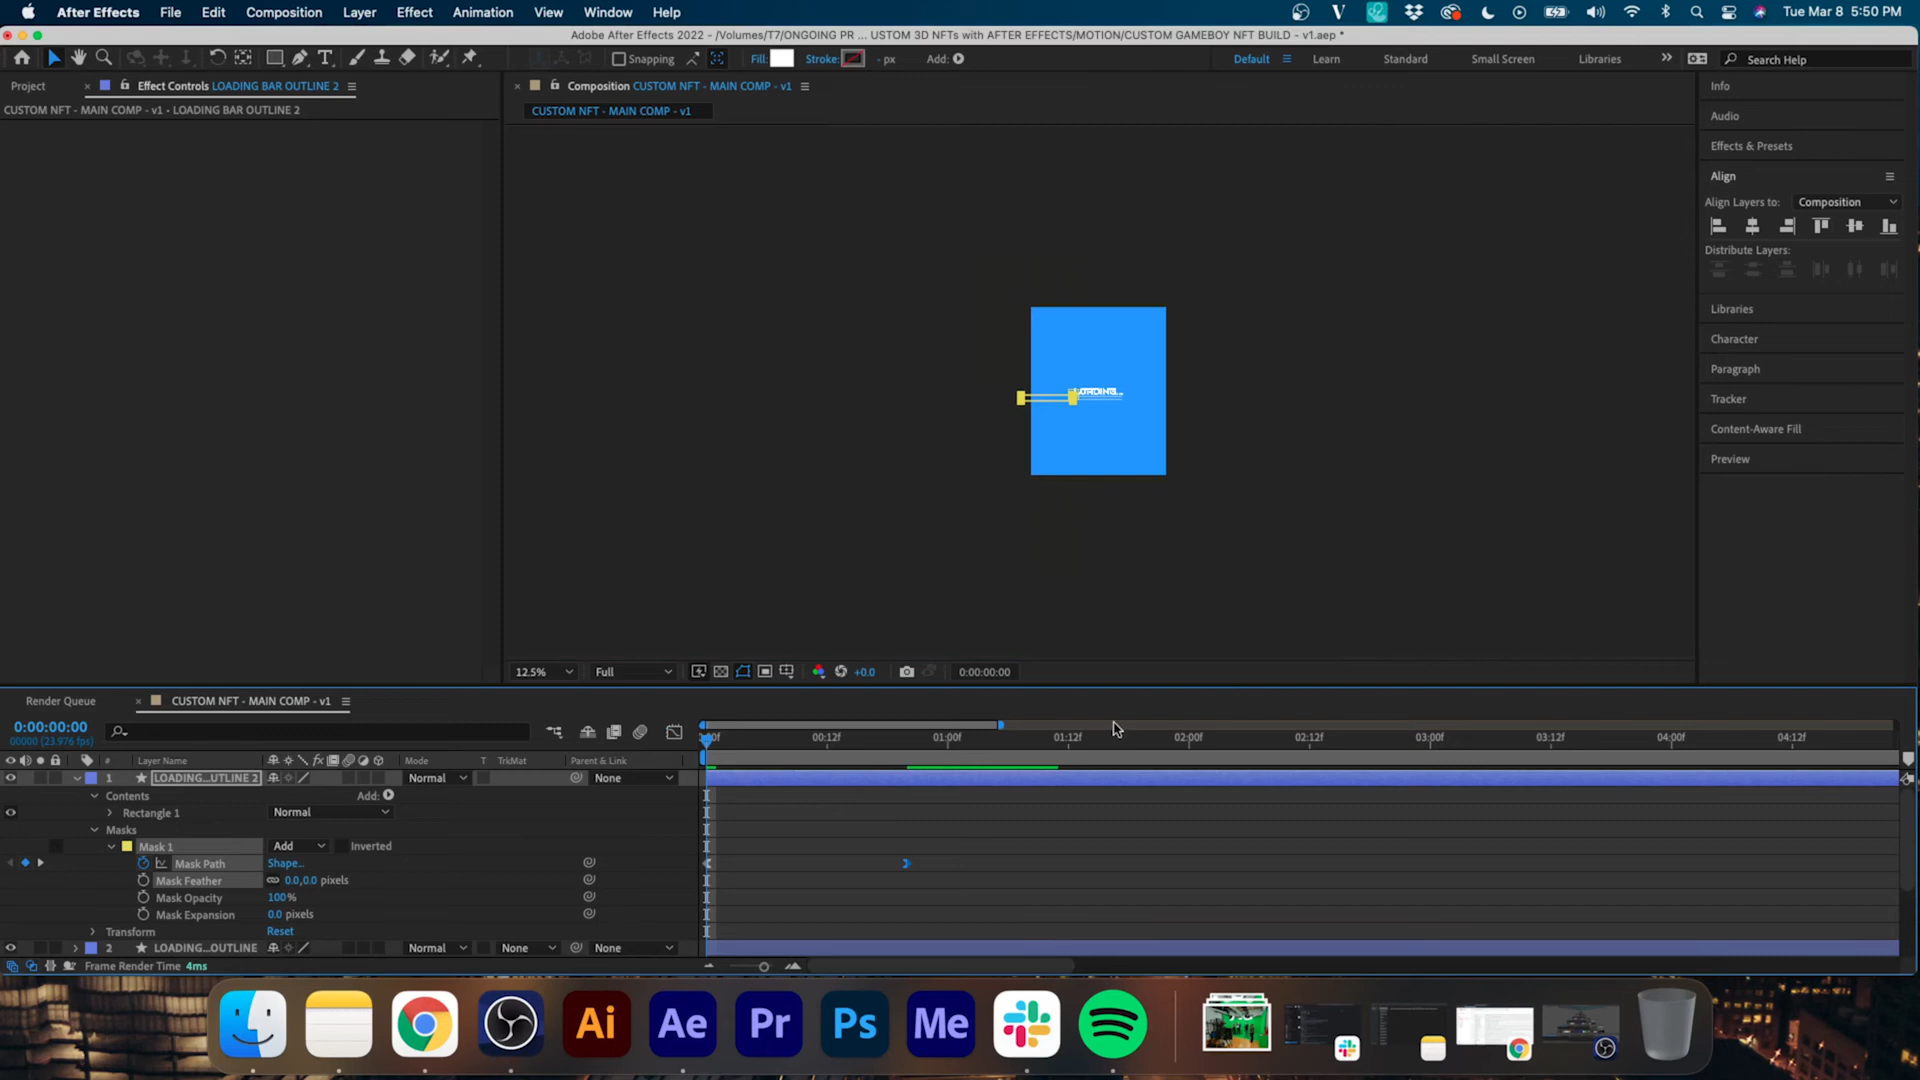 After Effects File Edit Composition Layer Effect Animation View Window Help Tue Mar 8 5:50 PM
Adobe After Effects 2022 - /Volumes/T7/ONGOING PR ... USTOM 3D NFTs with AFTER EFFECTS/MOTION/CUSTOM GAMEBOY NFT BUILD - v1.aep *
Snapping Fill: Stroke: - px Add: Default Learn Standard Small Screen Libraries Search Help
Project Effect Controls LOADING BAR OUTLINE 2 Composition CUSTOM NFT - MAIN COMP - v1 Info
CUSTOM NFT - MAIN COMP - v1 • LOADING BAR OUTLINE 2 CUSTOM NFT - MAIN COMP - v1
Audio
Effects & Presets
Align
Align Layers to: Composition
Distribute Layers:
Libraries
Character
Paragraph
LOADING...
Tracker
Content-Aware Fill
Preview
12.5% Full +0.0 0:00:00:00
Render Queue CUSTOM NFT - MAIN COMP - v1
0:00:00:00
00000 (23.976 fps)
:00f 00:12f 01:00f 01:12f 02:00f 02:12f 03:00f 03:12f 04:00f 04:12f
# Layer Name Mode T TrkMat Parent & Link
1 LOADING...UTLINE 2 Normal None
Contents Add:
Rectangle 1 Normal
Masks
Mask 1 Add Inverted
Mask Path Shape...
Mask Feather 0.0,0.0 pixels
Mask Opacity 100%
Mask Expansion 0.0 pixels
Transform Reset
2 LOADING...OUTLINE Normal None None
Frame Render Time 4ms
Ai Ae Pr Ps Me